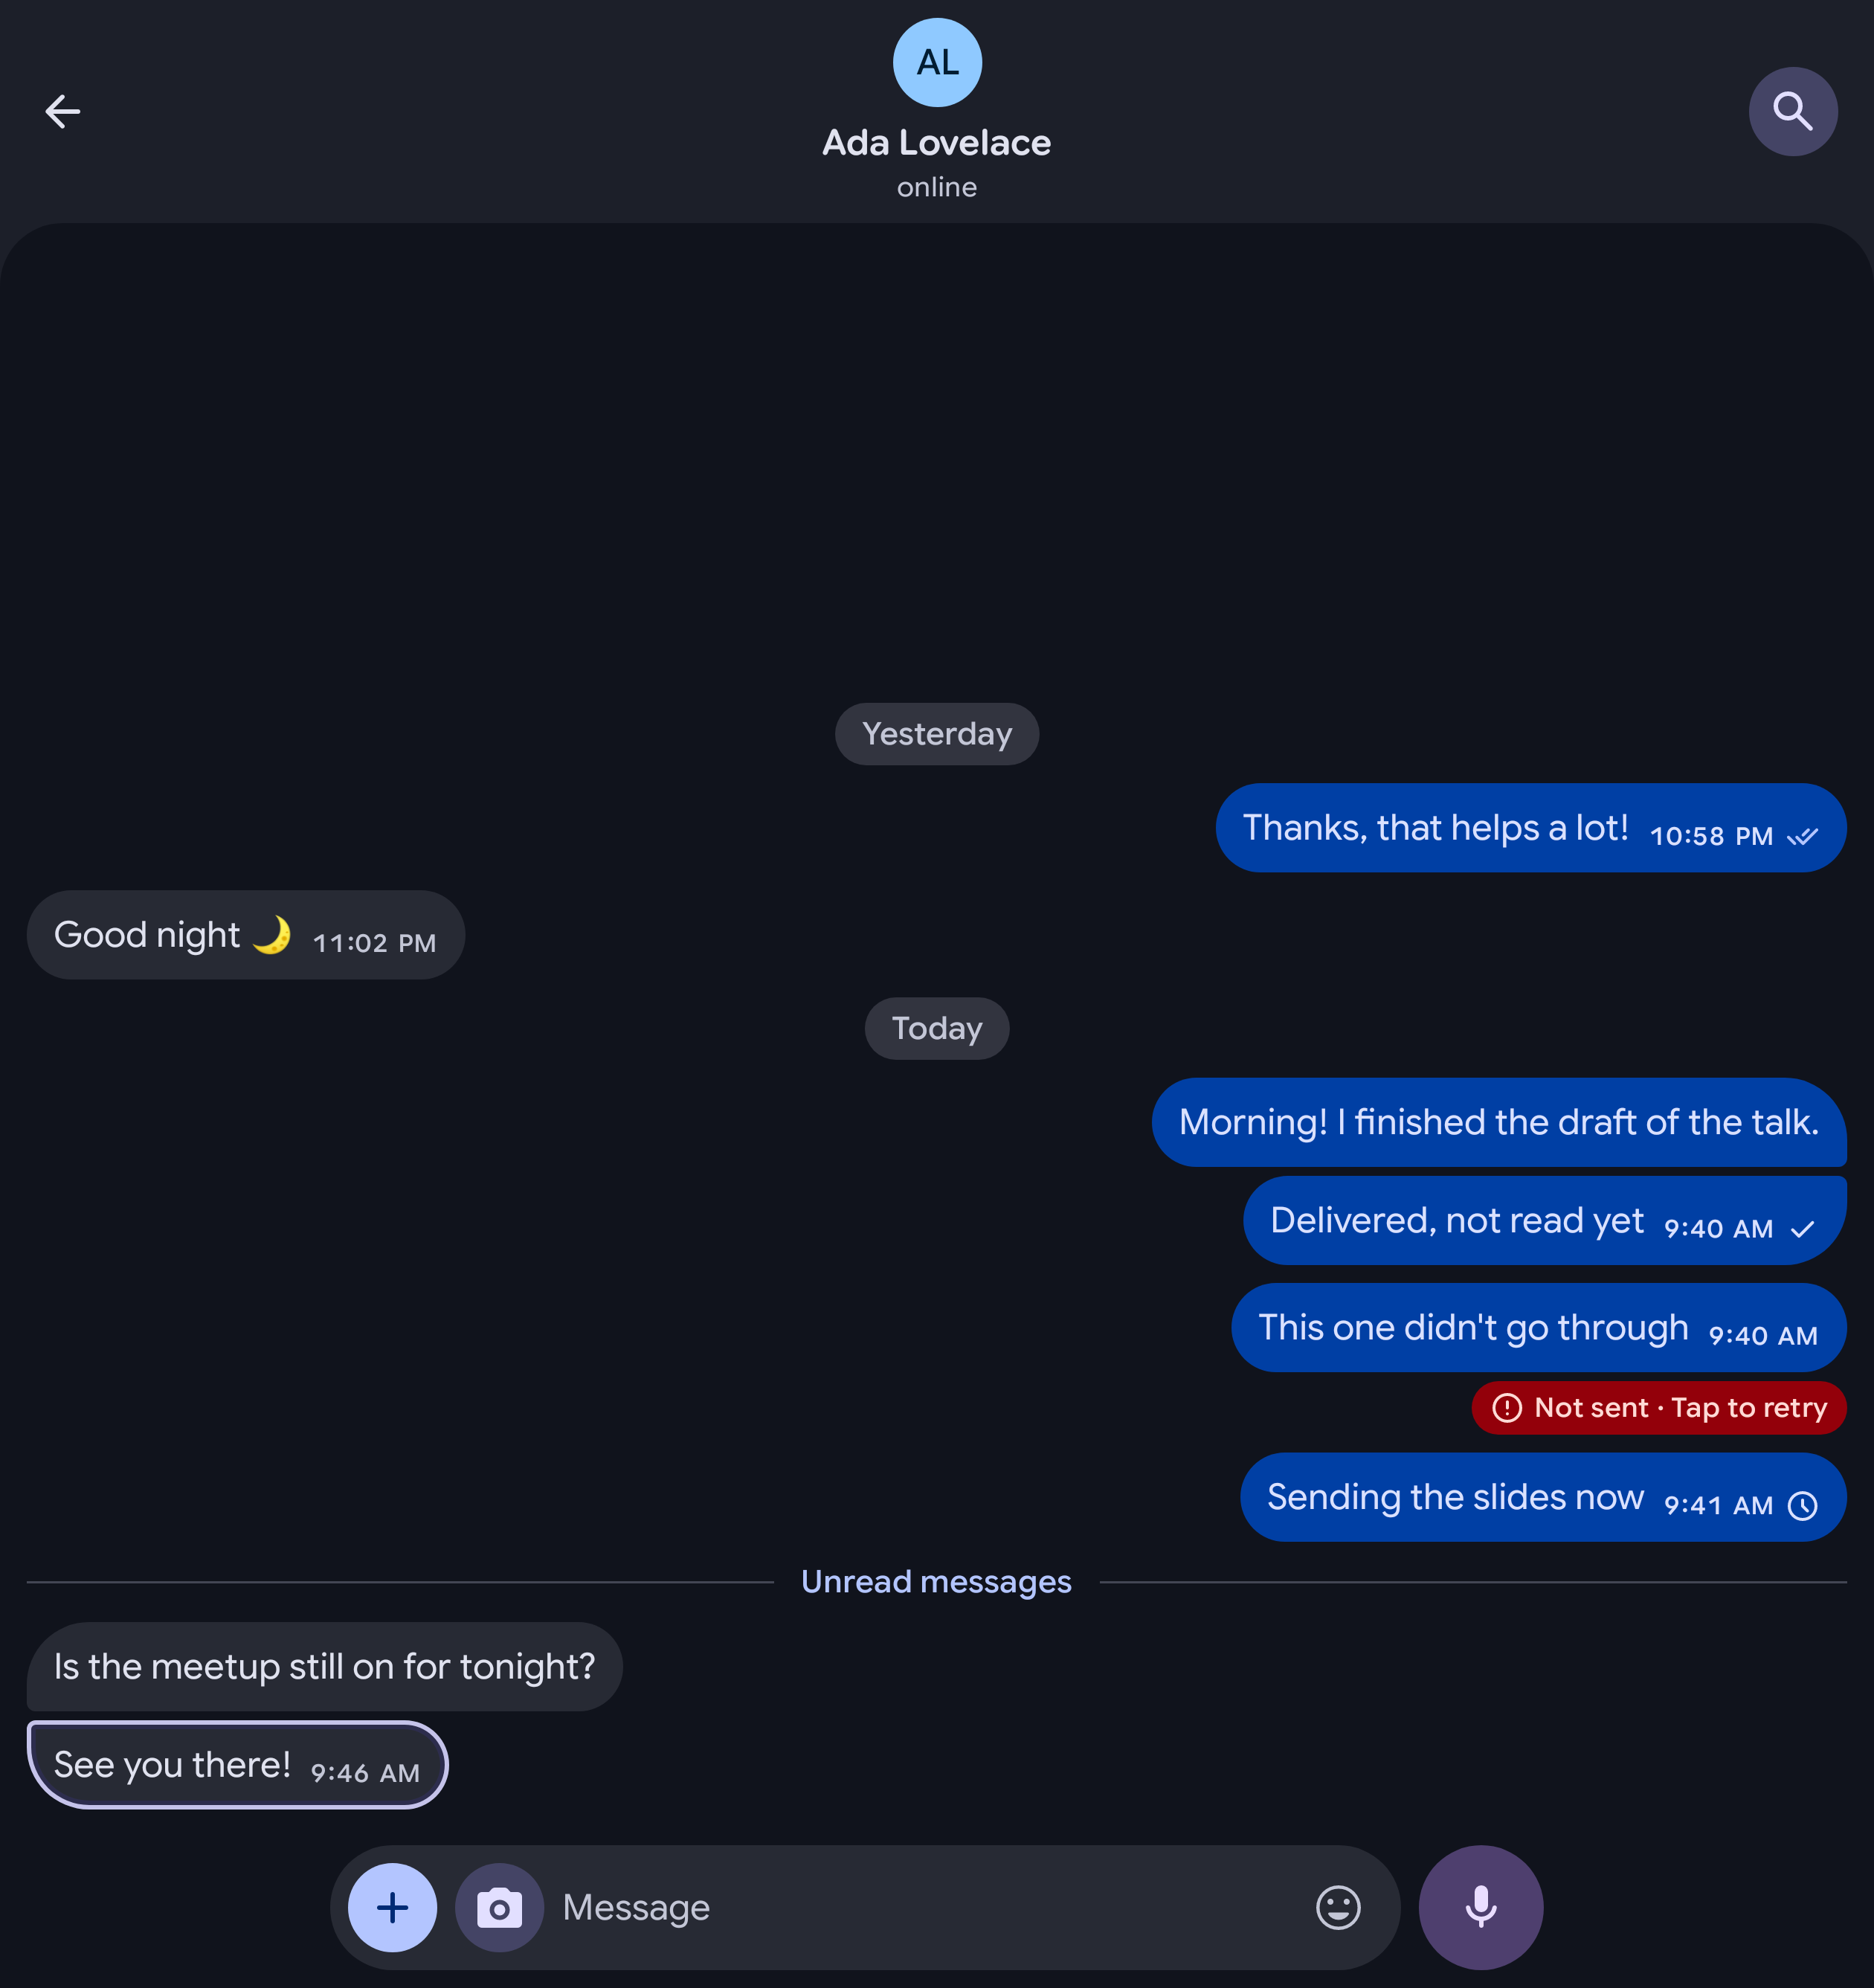 AL
Ada Lovelace
online
Yesterday
Thanks, that helps a lot! 10:58 PM
Good night 🌙 11:02 PM
Today
Morning! I finished the draft of the talk.
Delivered, not read yet 9:40 AM
This one didn't go through 9:40 AM
Not sent · Tap to retry
Sending the slides now 9:41 AM
Unread messages
Is the meetup still on for tonight?
See you there! 9:46 AM
Message